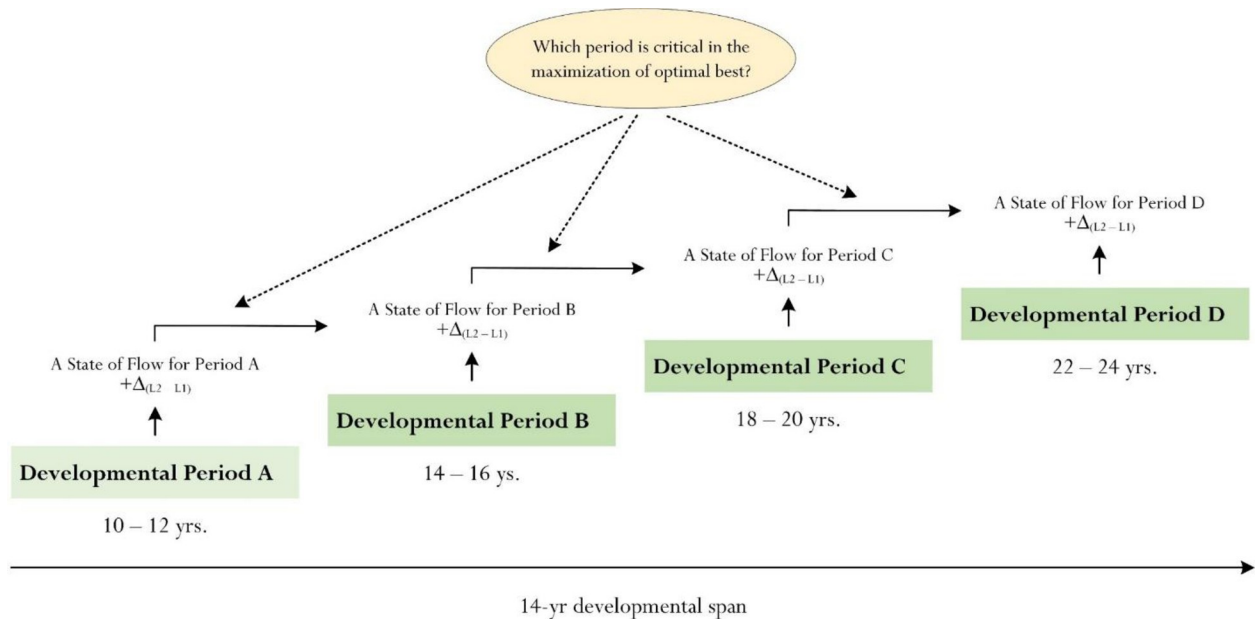 Which period is critical in the
maximization of optimal best?
A State of Flow for Period A
+Δ(L2 – L1)
Developmental Period A
10 – 12 yrs.
A State of Flow for Period B
+Δ(L2 – L1)
Developmental Period B
14 – 16 ys.
A State of Flow for Period C
+Δ(L2 – L1)
Developmental Period C
18 – 20 yrs.
A State of Flow for Period D
+Δ(L2 – L1)
Developmental Period D
22 – 24 yrs.
14-yr developmental span